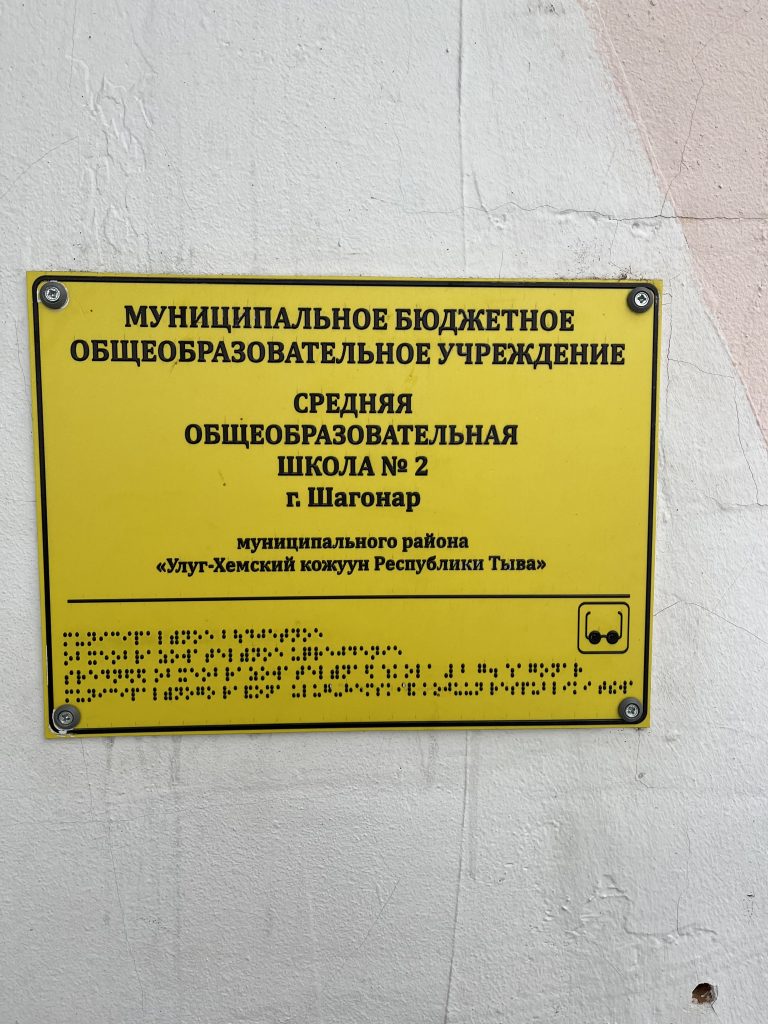 МУНИЦИПАЛЬНОЕ БЮДЖЕТНОЕ
ОБЩЕОБРАЗОВАТЕЛЬНОЕ УЧРЕЖДЕНИЕ
СРЕДНЯЯ
ОБЩЕОБРАЗОВАТЕЛЬНАЯ
ШКОЛА № 2
г. Шагонар
муниципального района
«Улуг-Хемский кожуун Республики Тыва»